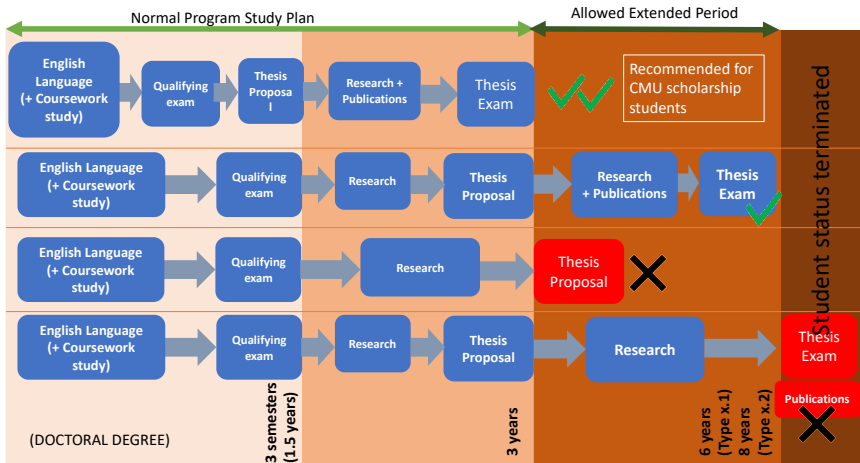 Normal Program Study Plan
Allowed Extended Period
English
Language
(+ Coursework
study)
Qualifying
exam
Thesis
Proposa
l
Research +
Publications
Thesis
Exam
Recommended for
CMU scholarship
students
English Language
(+ Coursework
study)
Qualifying
exam
Research
Thesis
Proposal
Research
+ Publications
Thesis
Exam
English Language
(+ Coursework
study)
Qualifying
exam
Research
Thesis
Proposal
English Language
(+ Coursework
study)
Qualifying
exam
Research
Thesis
Proposal
Research
Thesis
Exam
Publications
Student status terminated
(DOCTORAL DEGREE)
3 semesters
(1.5 years)
3 years
6 years
(Type x.1)
8 years
(Type x.2)